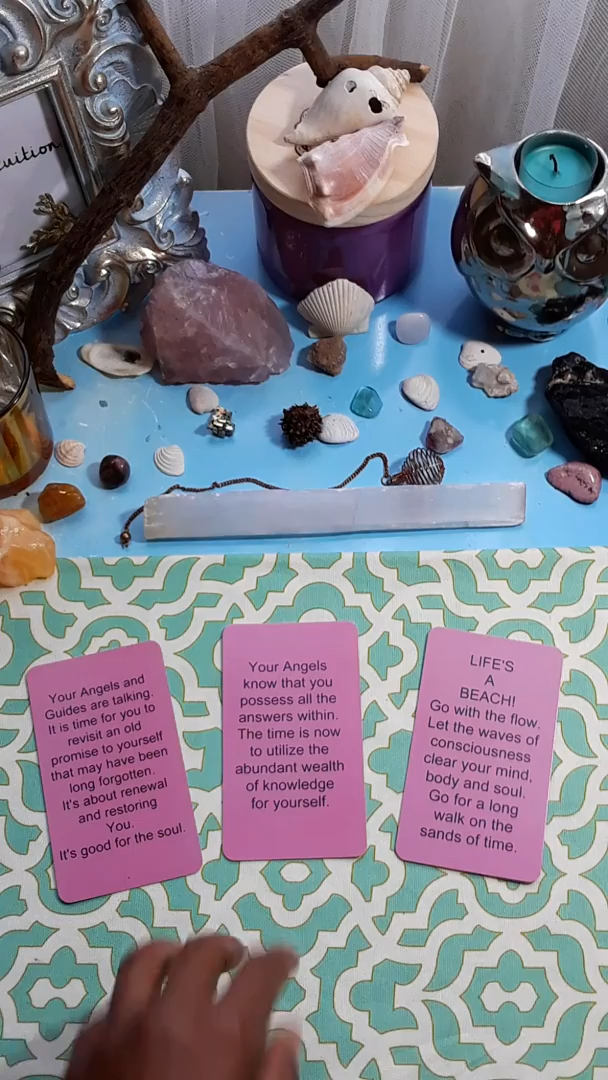 uition
Your Angels and
Guides are talking.
It is time for you to
revisit an old
promise to yourself
that may have been
long forgotten.
It's about renewal
and restoring
You.
It's good for the soul.
Your Angels
know that you
possess all the
answers within.
The time is now
to utilize the
abundant wealth
of knowledge
for yourself.
LIFE'S
A
BEACH!
Go with the flow.
Let the waves of
consciousness
clear your mind,
body and soul.
Go for a long
walk on the
sands of time.